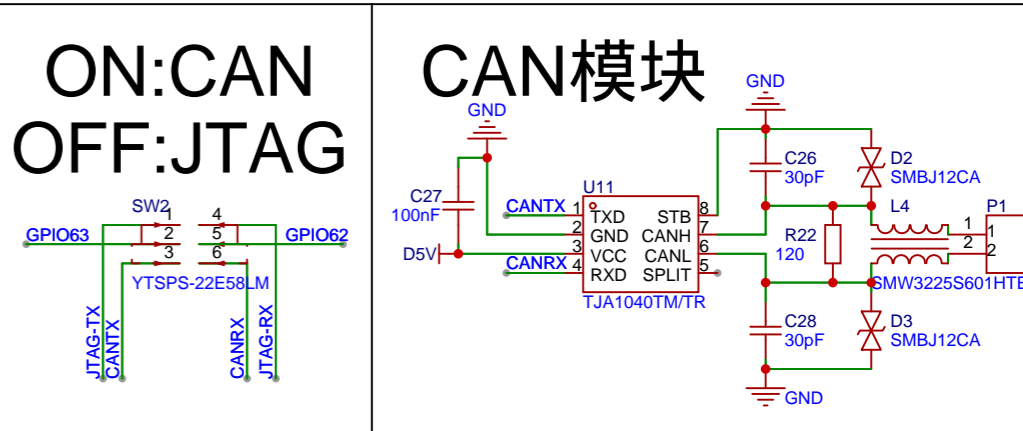 ON:CAN
OFF:JTAG
SW2
1
4
GPIO63
2
5
GPIO62
3
6
YTSPS-22E58LM
JTAG-TX
CANTX
CANRX
JTAG-RX
CAN模块
GND
GND
C27
100nF
D5V
U11
CANTX
1
TXD
STB
8
2
GND
CANH
7
3
VCC
CANL
6
CANRX
4
RXD
SPLIT
5
TJA1040TM/TR
C26
30pF
D2
SMBJ12CA
L4
P1
R22
120
1
1
2
2
SMW3225S601HTE
C28
30pF
D3
SMBJ12CA
GND